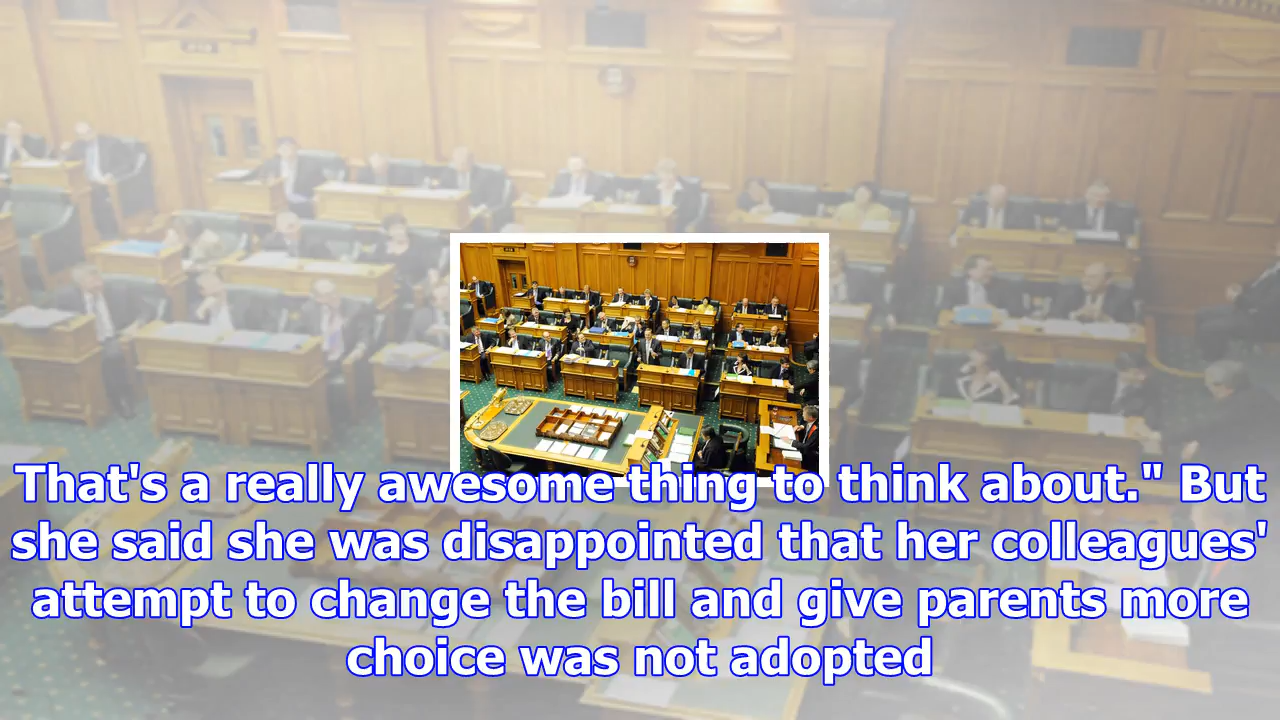 That's a really awesome thing to think about." But
she said she was disappointed that her colleagues'
attempt to change the bill and give parents more
choice was not adopted